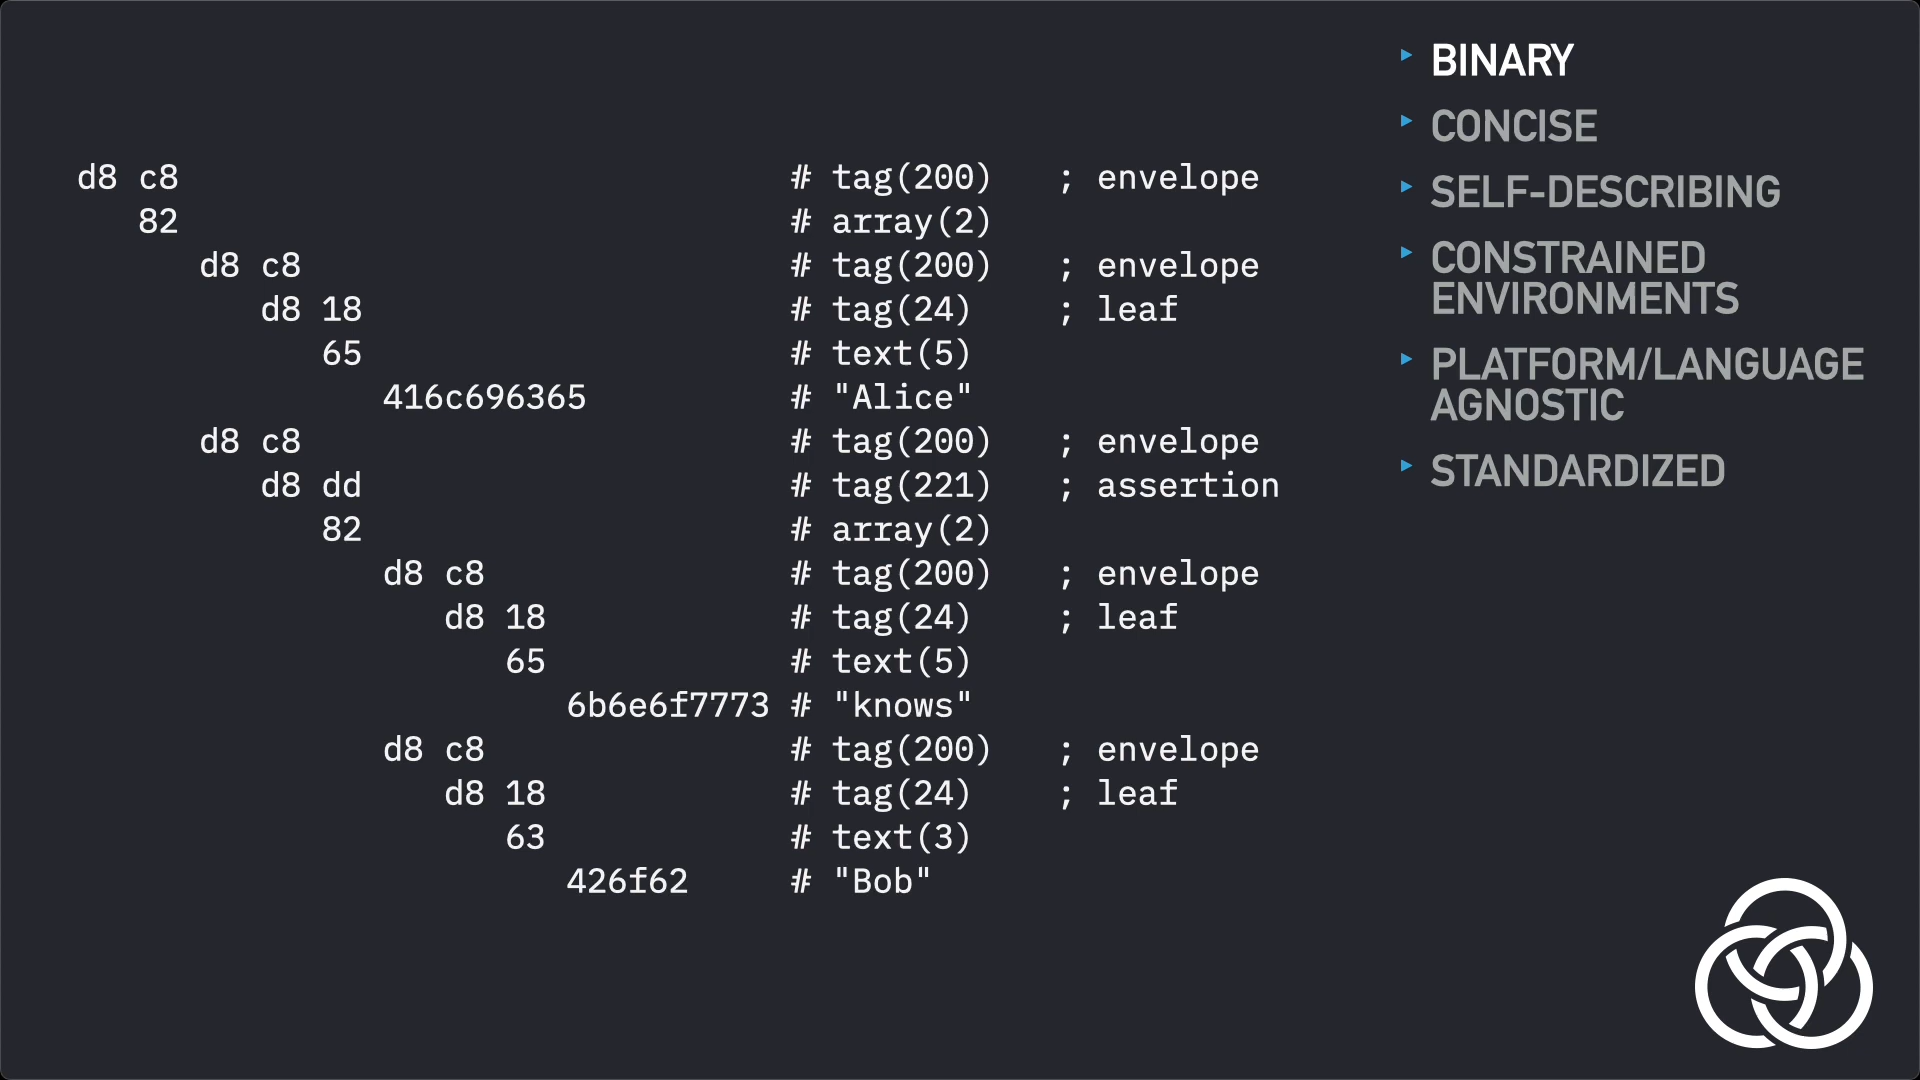 d8 c8 # tag(200) ; envelope
82 # array(2)
d8 c8 # tag(200) ; envelope
d8 18 # tag(24) ; leaf
65 # text(5)
416c696365 # "Alice"
d8 c8 # tag(200) ; envelope
d8 dd # tag(221) ; assertion
82 # array(2)
d8 c8 # tag(200) ; envelope
d8 18 # tag(24) ; leaf
65 # text(5)
6b6e6f7773 # "knows"
d8 c8 # tag(200) ; envelope
d8 18 # tag(24) ; leaf
63 # text(3)
426f62 # "Bob"
BINARY
CONCISE
SELF-DESCRIBING
CONSTRAINED
ENVIRONMENTS
PLATFORM/LANGUAGE
AGNOSTIC
STANDARDIZED